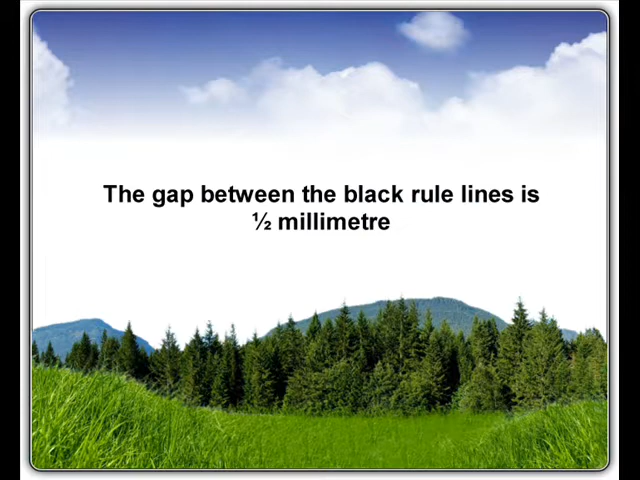 The gap between the black rule lines is
½ millimetre